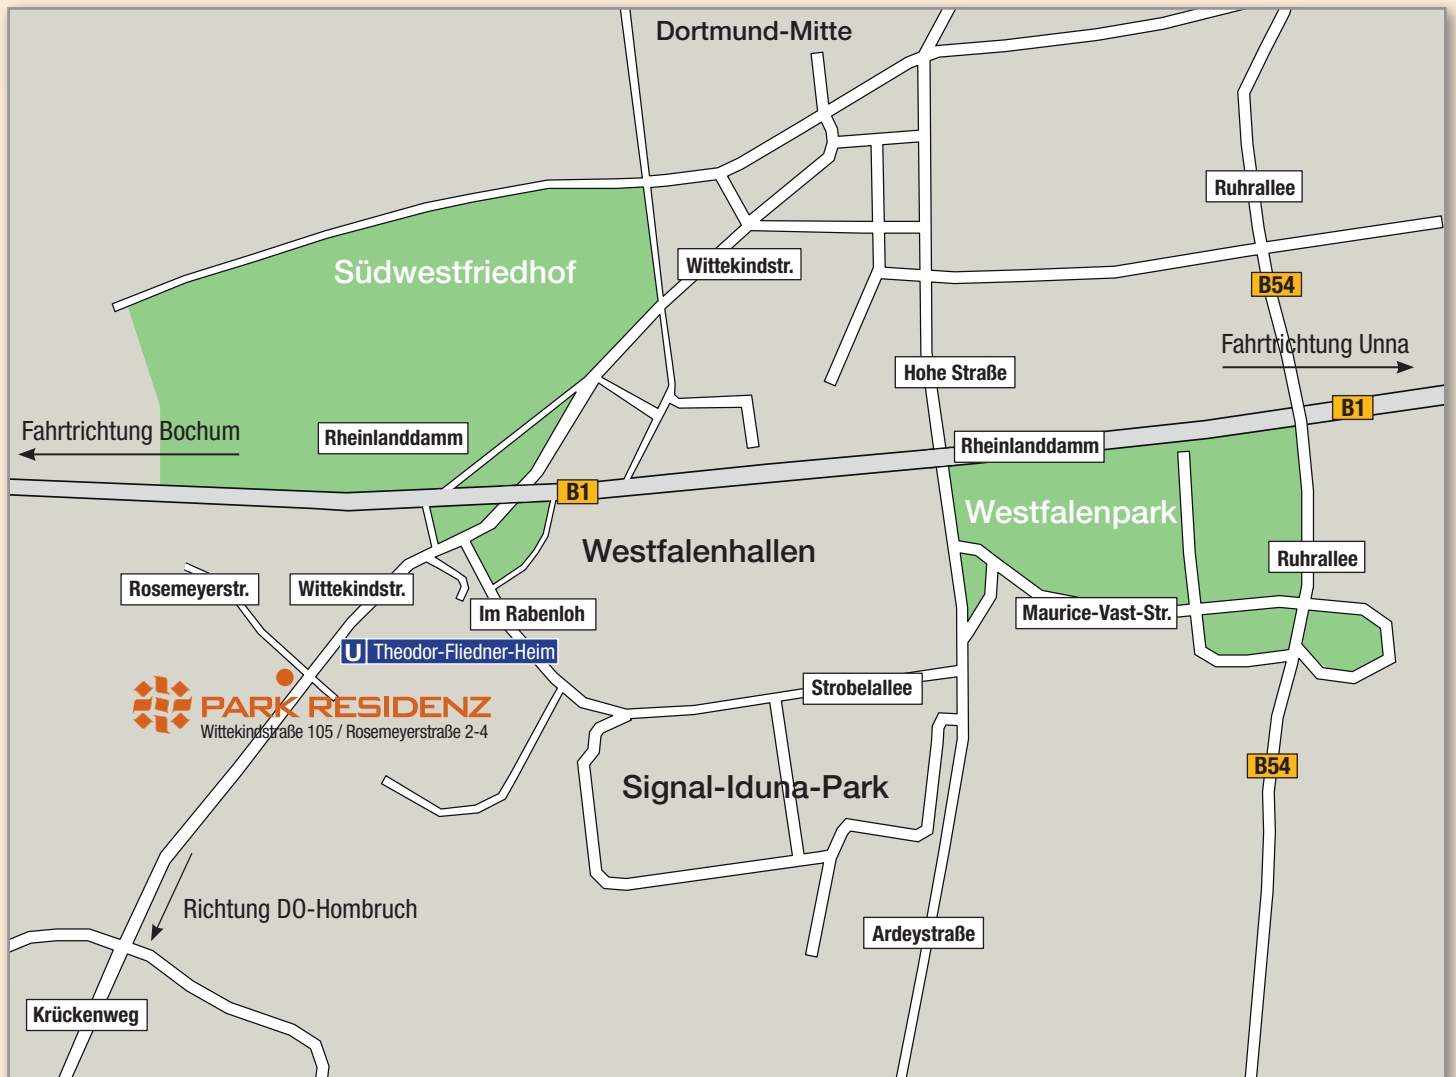 Dortmund-Mitte
Ruhrallee
Südwestfriedhof
Wittekindstr.
B54
Fahrtrichtung Unna
Hohe Straße
B1
Fahrtrichtung Bochum
Rheinlanddamm
Rheinlanddamm
B1
Westfalenpark
Westfalenhallen
Ruhrallee
Rosemeyerstr.
Wittekindstr.
Im Rabenloh
Maurice-Vast-Str.
U Theodor-Fliedner-Heim
Strobelallee
PARK RESIDENZ
Wittekindstraße 105 / Rosemeyerstraße 2-4
B54
Signal-Iduna-Park
Richtung DO-Hombruch
Ardeystraße
Krückenweg